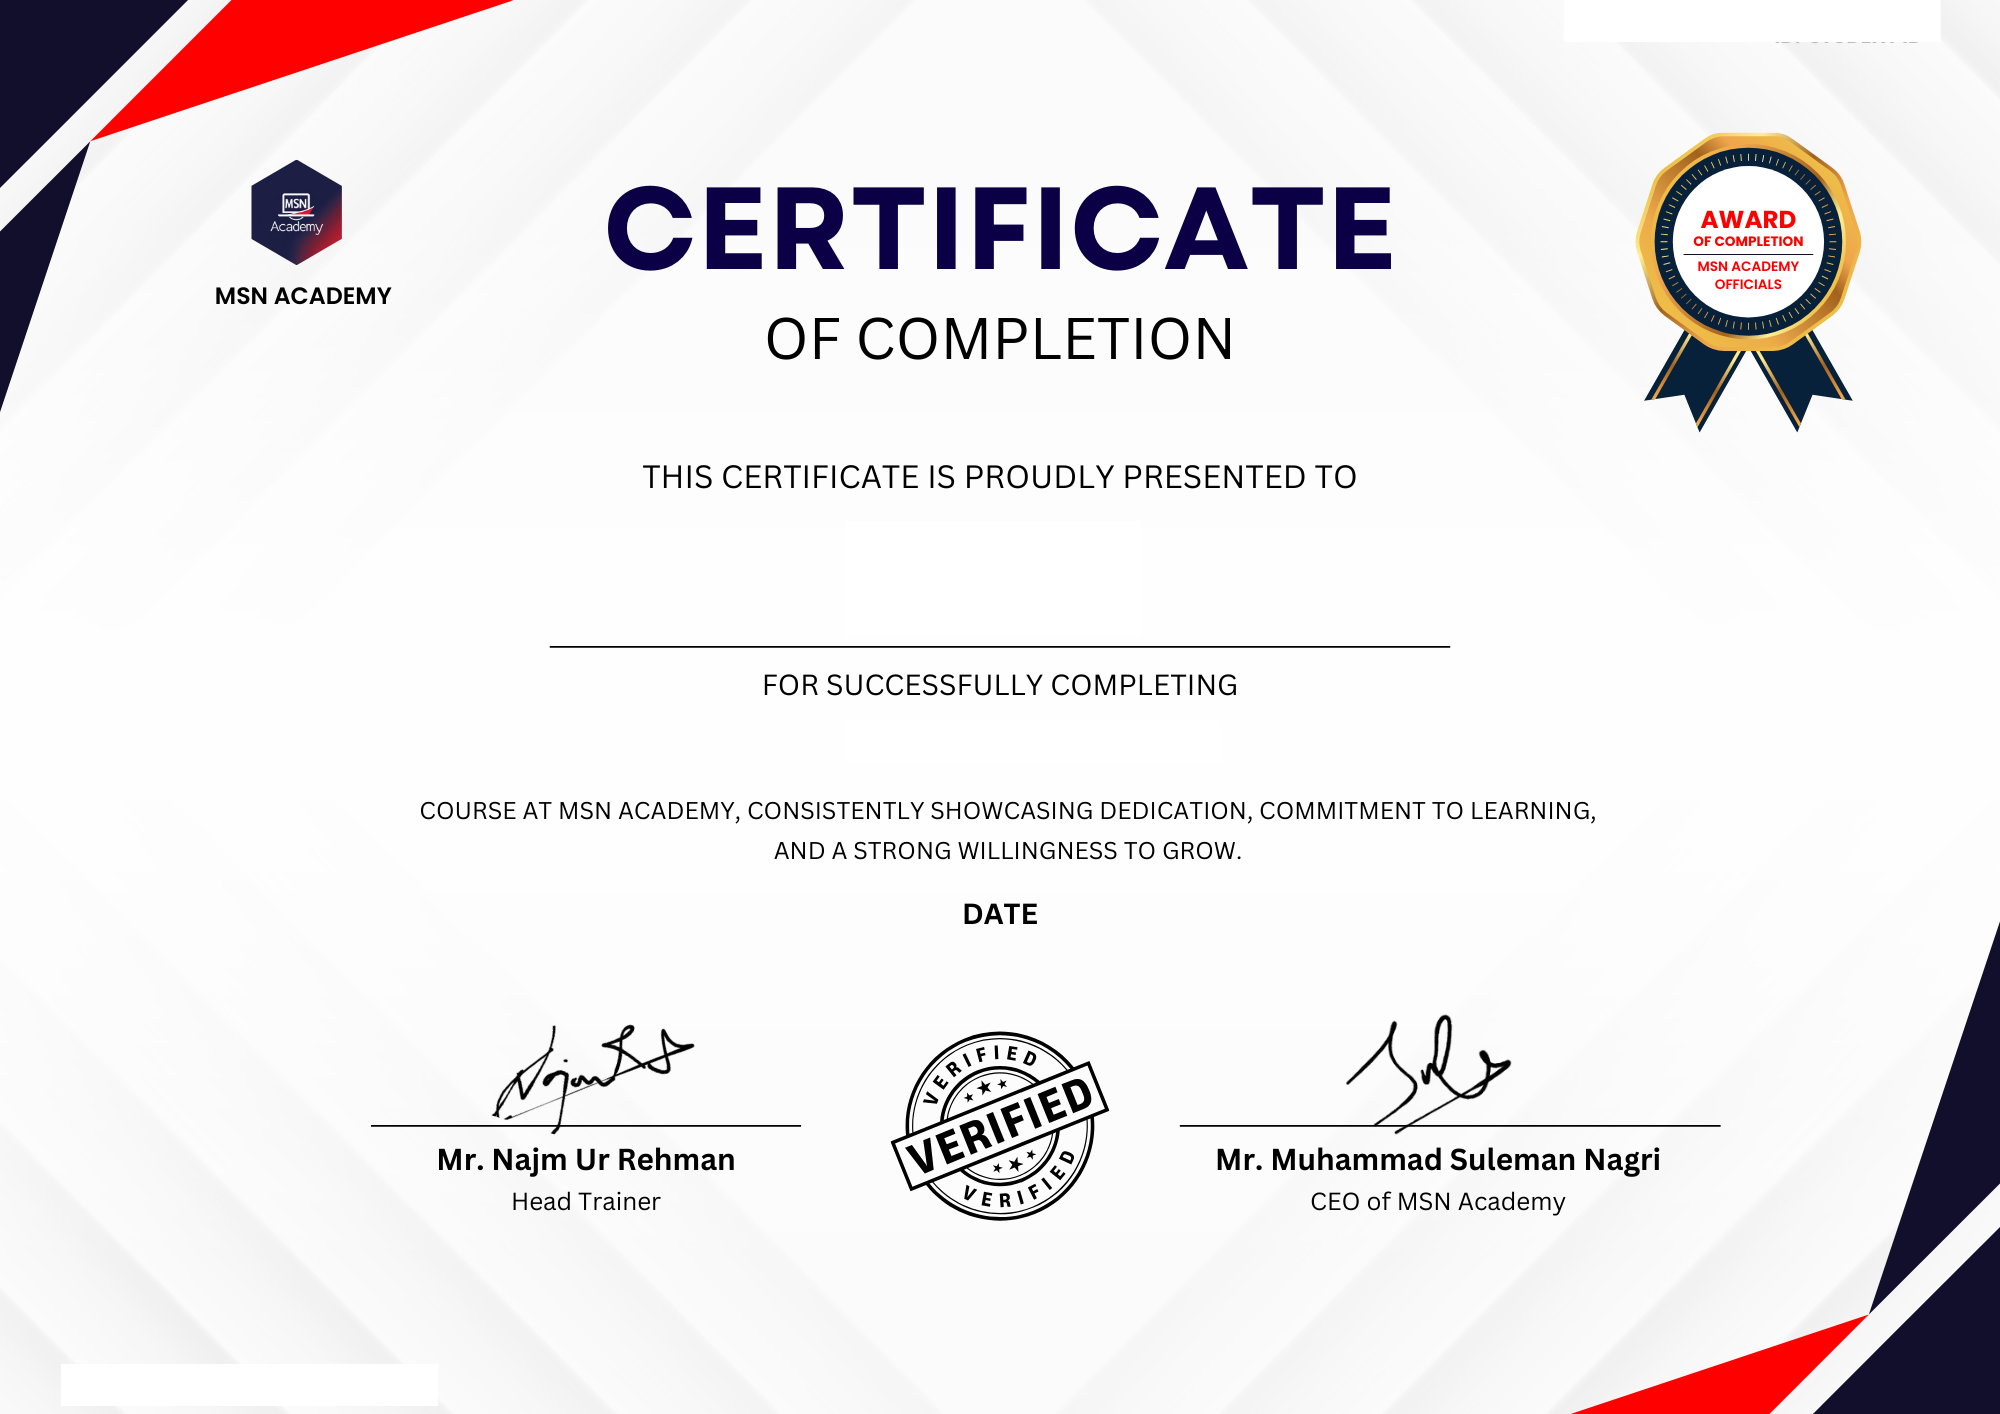 MSN
Academy
MSN ACADEMY
CERTIFICATE
OF COMPLETION
AWARD
OF COMPLETION
MSN ACADEMY
OFFICIALS
THIS CERTIFICATE IS PROUDLY PRESENTED TO
FOR SUCCESSFULLY COMPLETING
COURSE AT MSN ACADEMY, CONSISTENTLY SHOWCASING DEDICATION, COMMITMENT TO LEARNING,
AND A STRONG WILLINGNESS TO GROW.
DATE
Mr. Najm Ur Rehman
Head Trainer
VERIFIED
VERIFIED
VERIFIED
Mr. Muhammad Suleman Nagri
CEO of MSN Academy